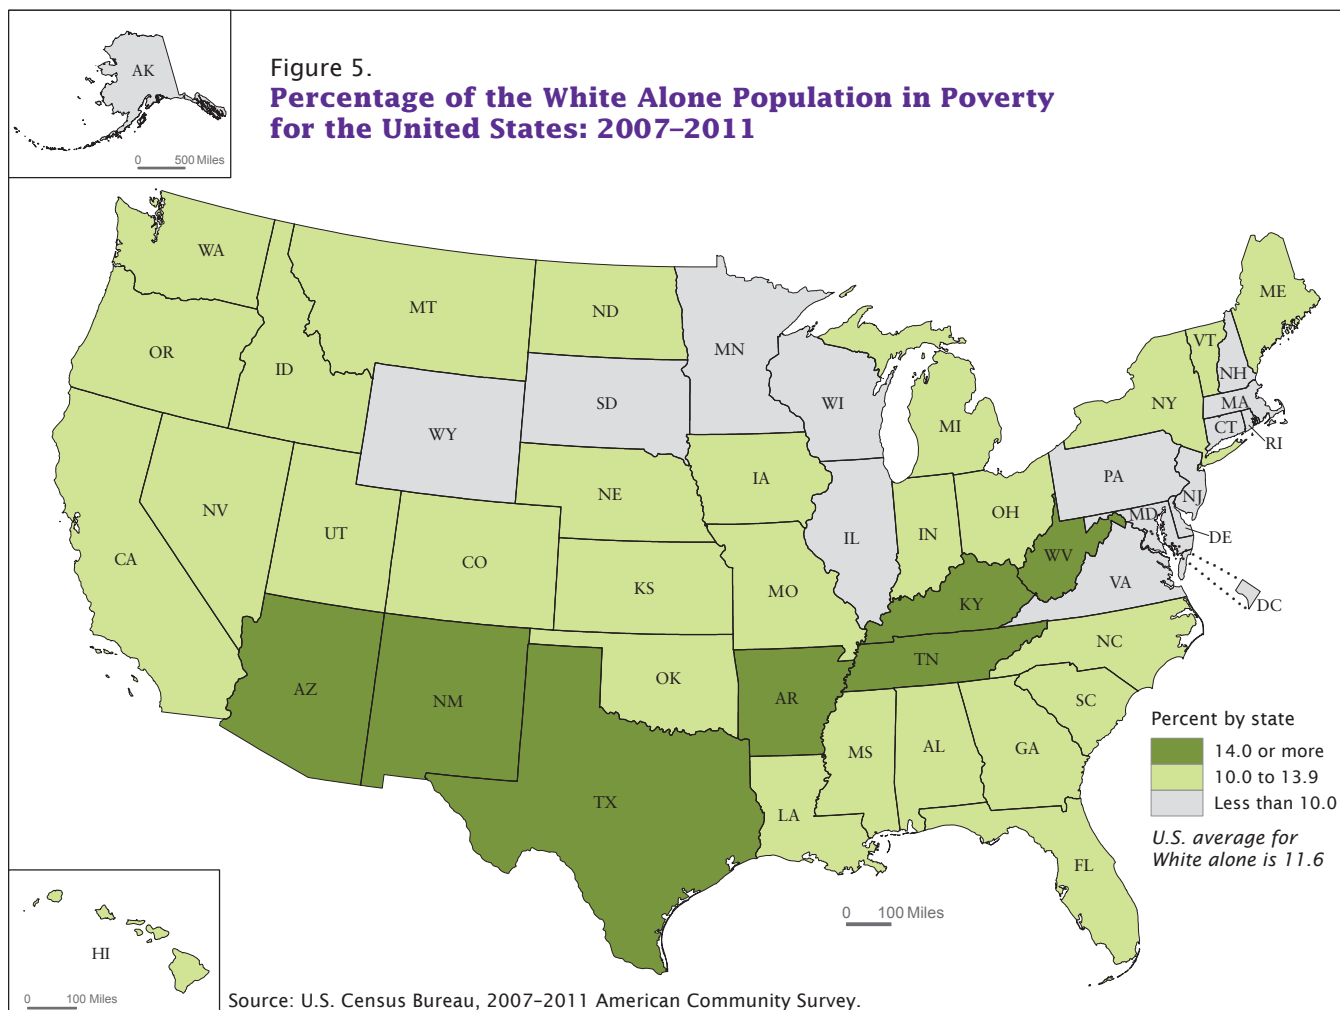 AK
0 500 Miles
Figure 5.
Percentage of the White Alone Population in Poverty
for the United States: 2007–2011
WA
MT
ND
MN
ME
VT
NH
OR
ID
WY
SD
WI
MI
NY
MA
CT
RI
NV
UT
CO
NE
IA
IL
IN
OH
PA
NJ
MD
DE
CA
KS
MO
WV
KY
VA
DC
AZ
NM
OK
AR
TN
NC
SC
TX
LA
MS
AL
GA
FL
Percent by state
14.0 or more
10.0 to 13.9
Less than 10.0
U.S. average for
White alone is 11.6
0 100 Miles
HI
0 100 Miles
Source: U.S. Census Bureau, 2007–2011 American Community Survey.